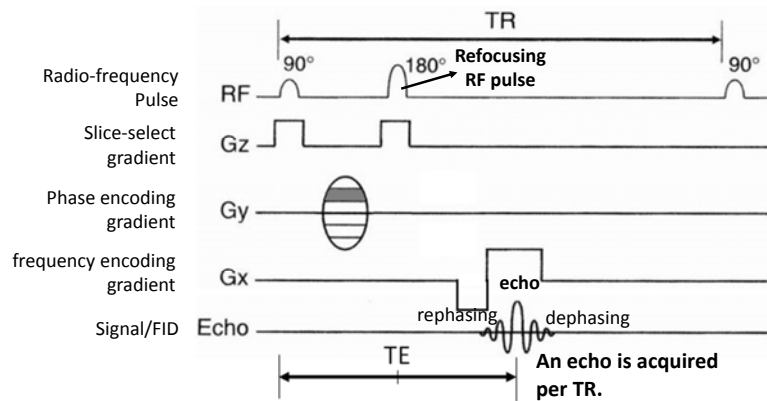 TR
90°
180°
Refocusing
RF pulse
90°
Radio-frequency
Pulse
RF
Slice-select
gradient
Gz
Phase encoding
gradient
Gy
frequency encoding
gradient
Gx
echo
rephasing
dephasing
Signal/FID
Echo
TE
An echo is acquired
per TR.